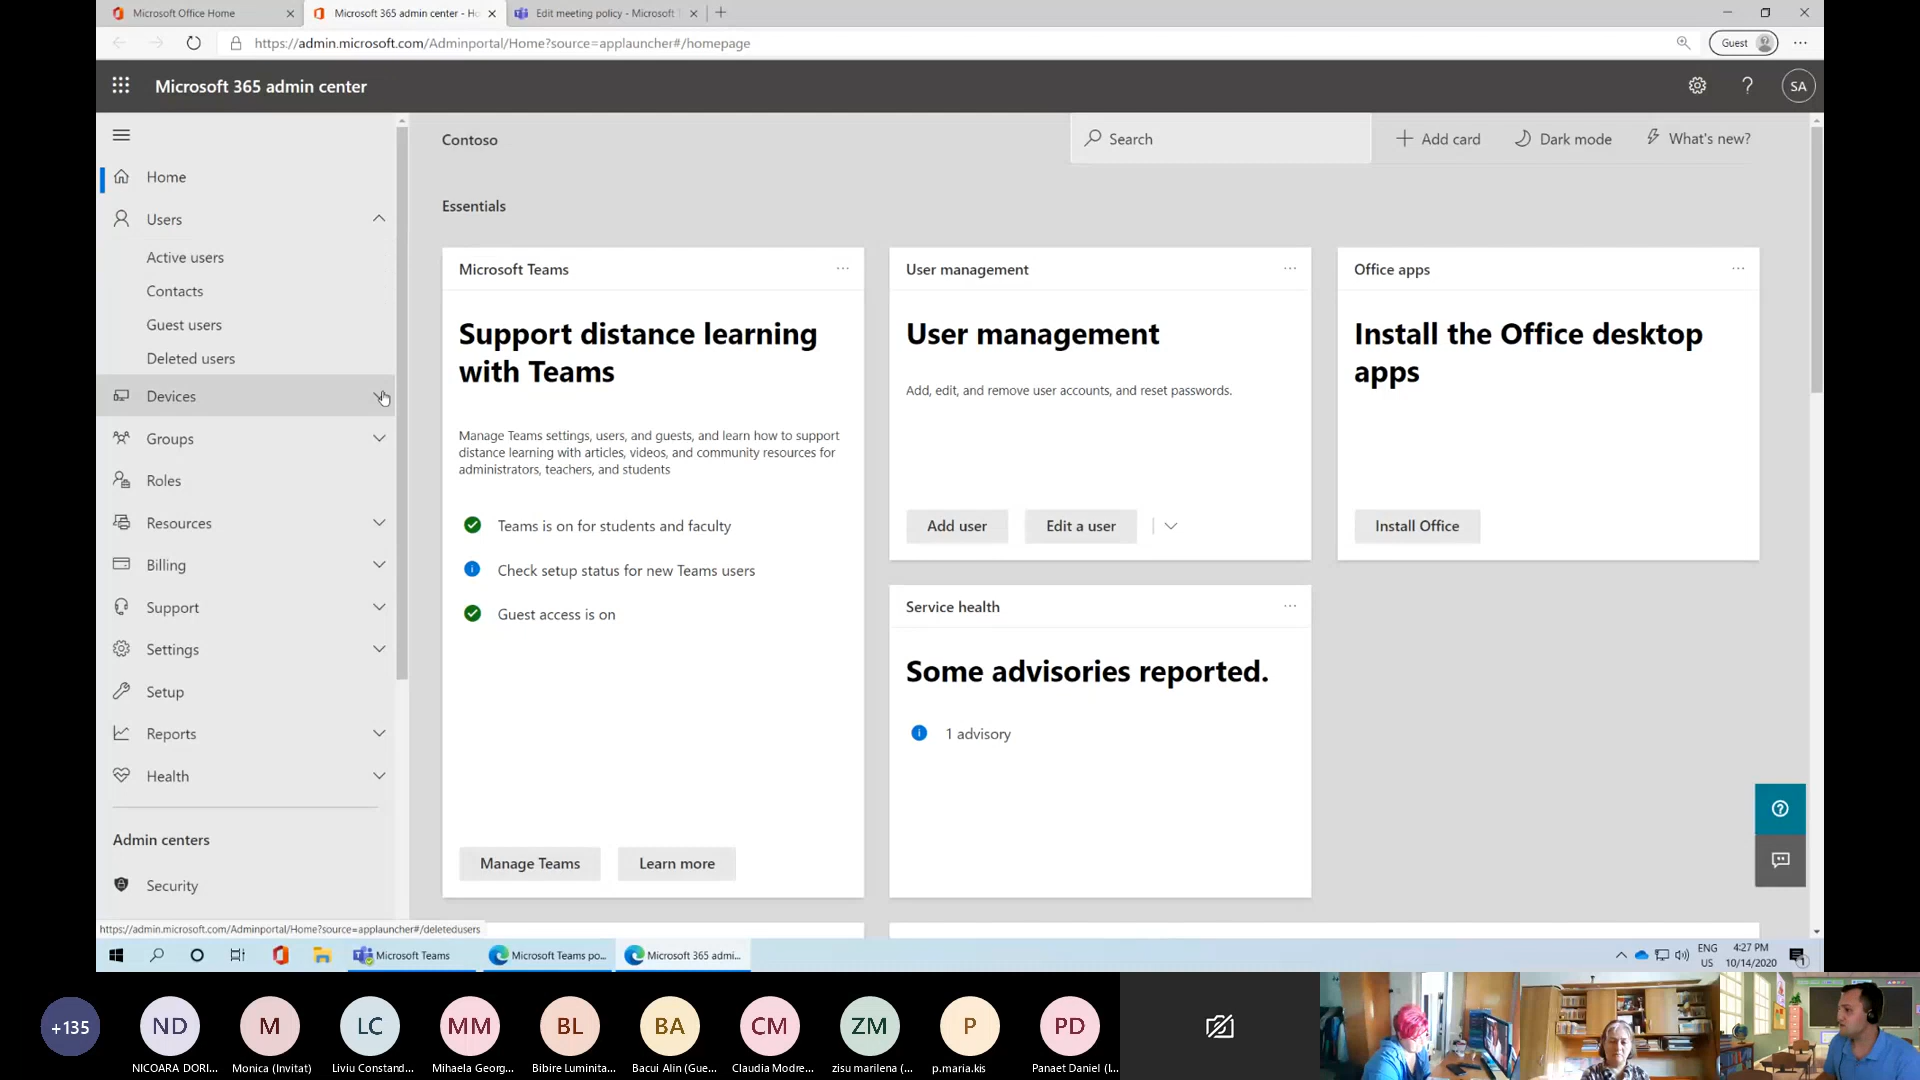 Microsoft Office Home
Microsoft 365 admin center - Ho
Edit meeting policy - Microsoft T
https://admin.microsoft.com/Adminportal/Home?source=applauncher#/homepage
Guest
Microsoft 365 admin center
SA
Contoso
Search
Add card
Dark mode
What's new?
Home
Users
Active users
Contacts
Guest users
Deleted users
Devices
Groups
Roles
Resources
Billing
Support
Settings
Setup
Reports
Health
Admin centers
Security
https://admin.microsoft.com/Adminportal/Home?source=applauncher#/deletedusers
Essentials
Microsoft Teams
Support distance learning
with Teams
Manage Teams settings, users, and guests, and learn how to support
distance learning with articles, videos, and community resources for
administrators, teachers, and students
Teams is on for students and faculty
Check setup status for new Teams users
Guest access is on
Manage Teams
Learn more
User management
User management
Add, edit, and remove user accounts, and reset passwords.
Add user
Edit a user
Office apps
Install the Office desktop
apps
Install Office
Service health
Some advisories reported.
1 advisory
Microsoft Teams
Microsoft Teams po...
Microsoft 365 admi...
ENG
US
4:27 PM
10/14/2020
1
+135
ND
M
LC
MM
BL
BA
CM
ZM
P
PD
NICOARA DORI...
Monica (Invitat)
Liviu Constand...
Mihaela Georg...
Bibire Luminita...
Bacui Alin (Gue...
Claudia Modre...
zisu marilena (...
p.maria.kis
Panaet Daniel (I...